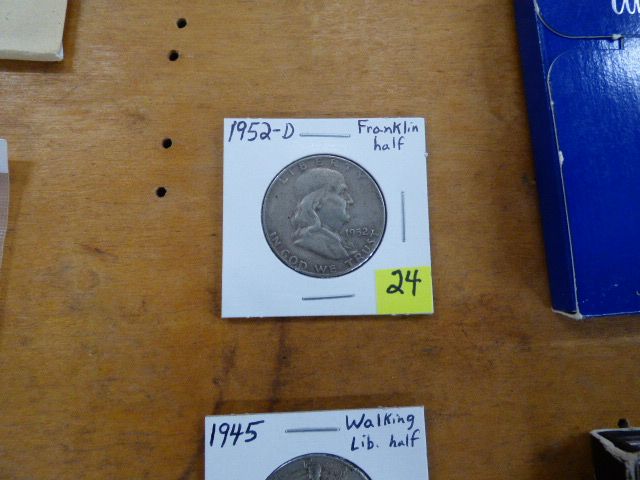 1952-D Franklin
half
LIBERTY
1952
IN GOD WE TRUST
24
1945 Walking
Lib. half